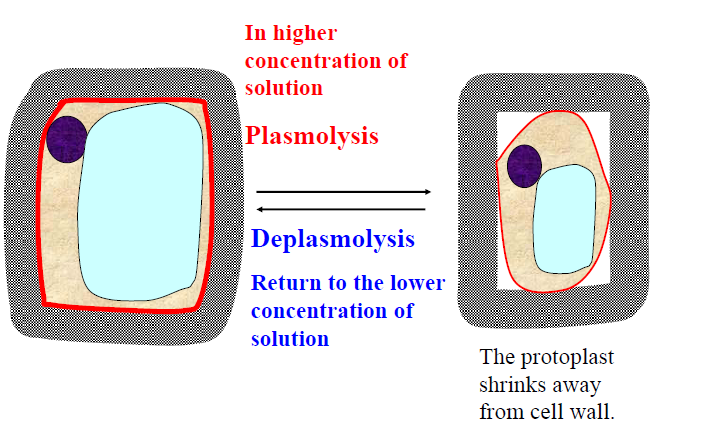 In higher
concentration of
solution
Plasmolysis
Deplasmolysis
Return to the lower
concentration of
solution
The protoplast
shrinks away
from cell wall.